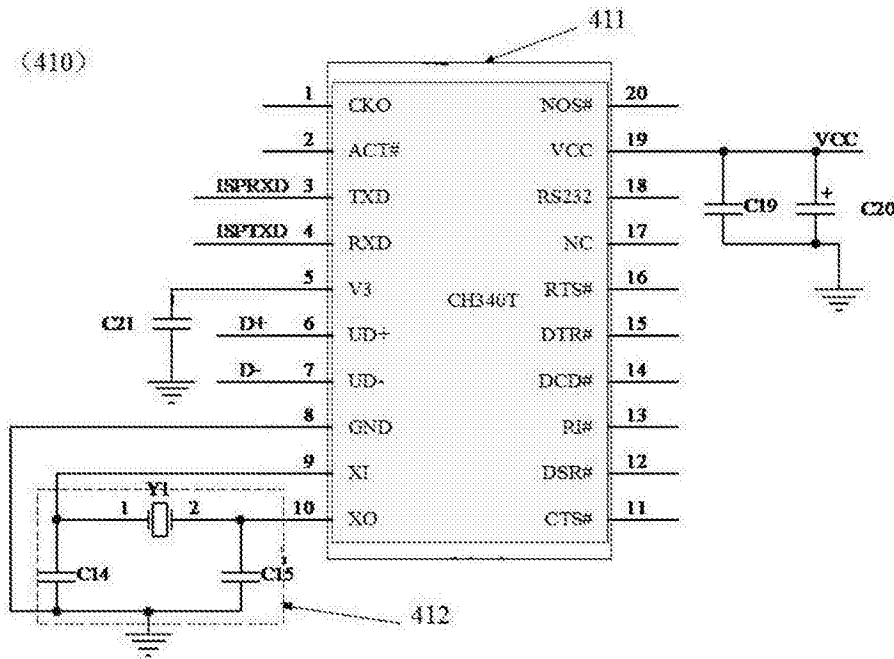 411
(410)
1 CKO NOS# 20
2 ACT# VCC 19 VCC
ISPRXD 3 TXD RS232 18 C19 C20
ISPTXD 4 RXD NC 17
5 V3 CH340T RTS# 16
C21 D+ 6 UD+ DTR# 15
D- 7 UD- DCD# 14
8 GND RI# 13
9 XI DSR# 12
Y1
1 2 10 XO CTS# 11
C14 C15
412